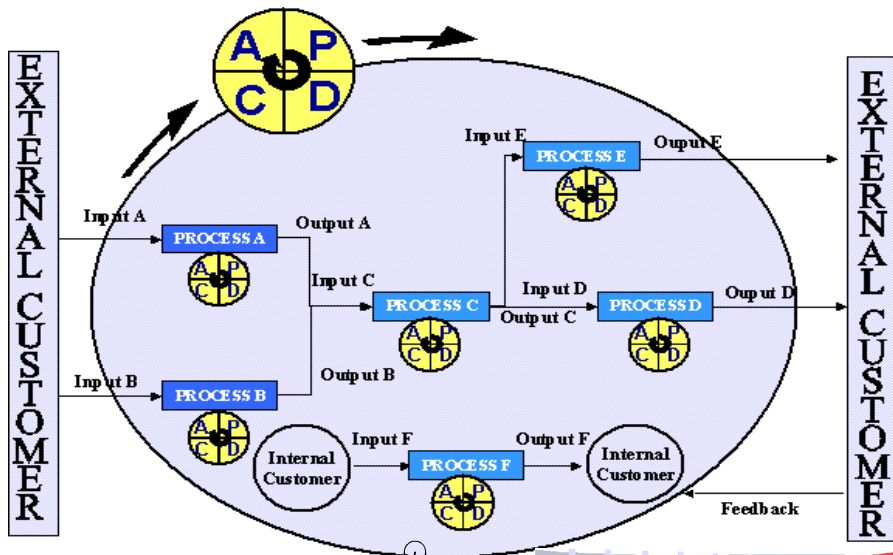 EXTERNAL CUSTOMER
A P
C D
EXTERNAL CUSTOMER
Input E
Ouput E
PROCESS E
A P
C D
Input A
Output A
PROCESS A
A P
C D
Input C
Input D
Ouput D
PROCESS C
PROCESS D
Output C
A P
C D
A P
C D
Input B
Output B
PROCESS B
A P
C D
Input F
Output F
Internal
Customer
PROCESS F
Internal
Customer
A P
C D
Feedback